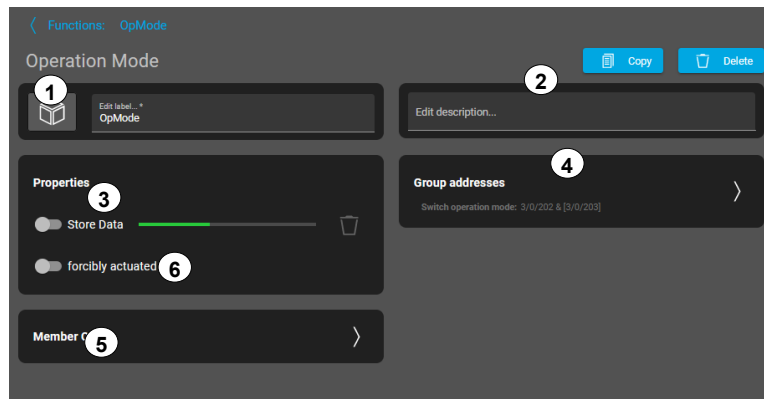 Functions: OpMode
Operation Mode
Copy
Delete
1
2
Edit label... *
OpMode
Edit description...
3
4
Properties
Group addresses
Switch operation mode: 3/0/202 & [3/0/203]
Store Data
forcibly actuated
6
Member
5